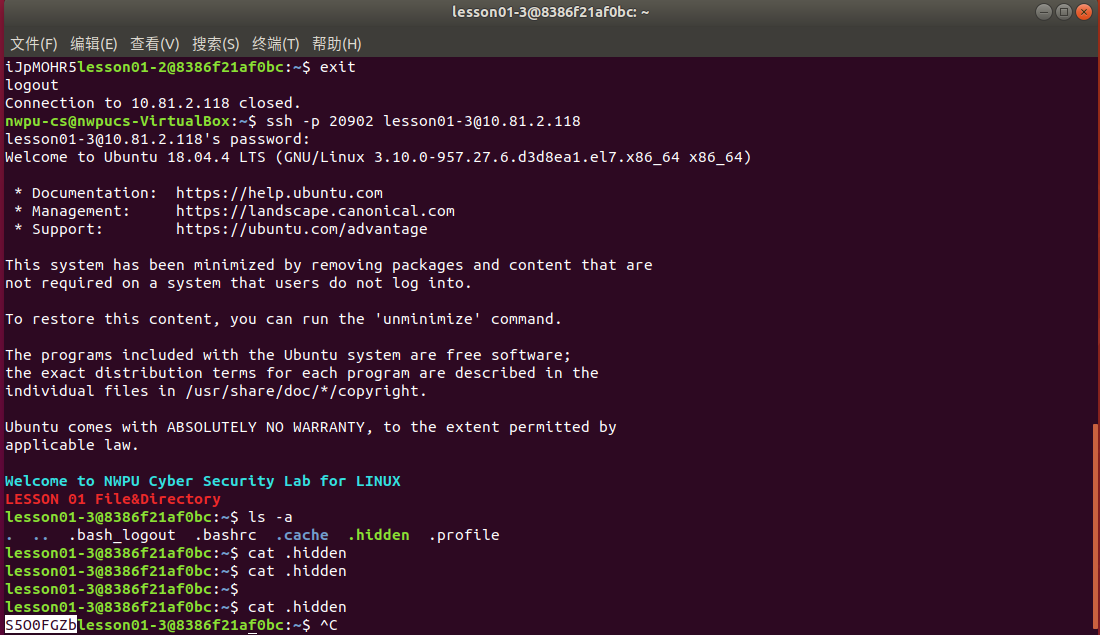 lesson01-3@8386f21af0bc: ~
文件(F) 编辑(E) 查看(V) 搜索(S) 终端(T) 帮助(H)
iJpMOHR5lesson01-2@8386f21af0bc:~$ exit
logout
Connection to 10.81.2.118 closed.
nwpu-cs@nwpucs-VirtualBox:~$ ssh -p 20902 lesson01-3@10.81.2.118
lesson01-3@10.81.2.118's password:
Welcome to Ubuntu 18.04.4 LTS (GNU/Linux 3.10.0-957.27.6.d3d8ea1.el7.x86_64 x86_64)
* Documentation:  https://help.ubuntu.com
* Management:     https://landscape.canonical.com
* Support:        https://ubuntu.com/advantage
This system has been minimized by removing packages and content that are
not required on a system that users do not log into.
To restore this content, you can run the 'unminimize' command.
The programs included with the Ubuntu system are free software;
the exact distribution terms for each program are described in the
individual files in /usr/share/doc/*/copyright.
Ubuntu comes with ABSOLUTELY NO WARRANTY, to the extent permitted by
applicable law.
Welcome to NWPU Cyber Security Lab for LINUX
LESSON 01 File&Directory
lesson01-3@8386f21af0bc:~$ ls -a
.  ..  .bash_logout  .bashrc  .cache  .hidden  .profile
lesson01-3@8386f21af0bc:~$ cat .hidden
lesson01-3@8386f21af0bc:~$ cat .hidden
lesson01-3@8386f21af0bc:~$
lesson01-3@8386f21af0bc:~$ cat .hidden
S5O0FGZblesson01-3@8386f21af0bc:~$ ^C